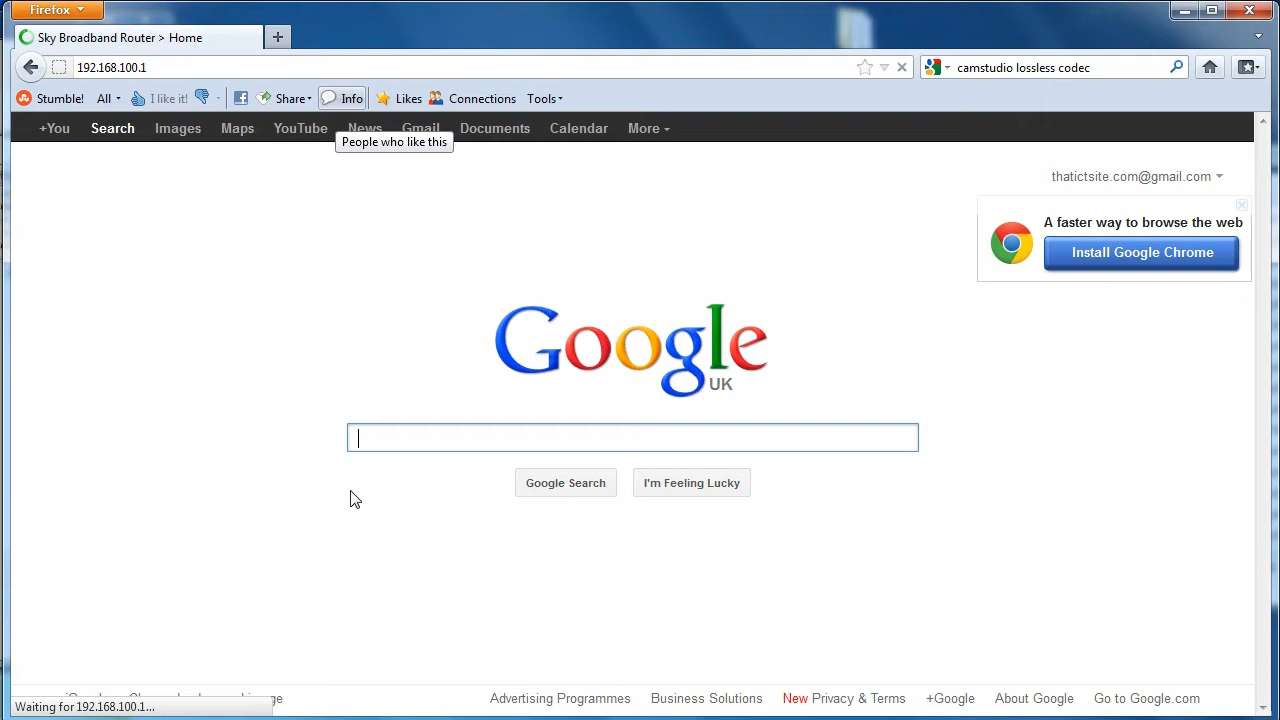 Firefox
Sky Broadband Router > Home
192.168.100.1
camstudio lossless codec
Stumble! All I like it! Share Info Likes Connections Tools
+You Search Images Maps YouTube News Gmail Documents Calendar More
People who like this
thatictsite.com@gmail.com
A faster way to browse the web
Install Google Chrome
Google
UK
Google Search I'm Feeling Lucky
Advertising Programmes Business Solutions New Privacy & Terms +Google About Google Go to Google.com
Waiting for 192.168.100.1...